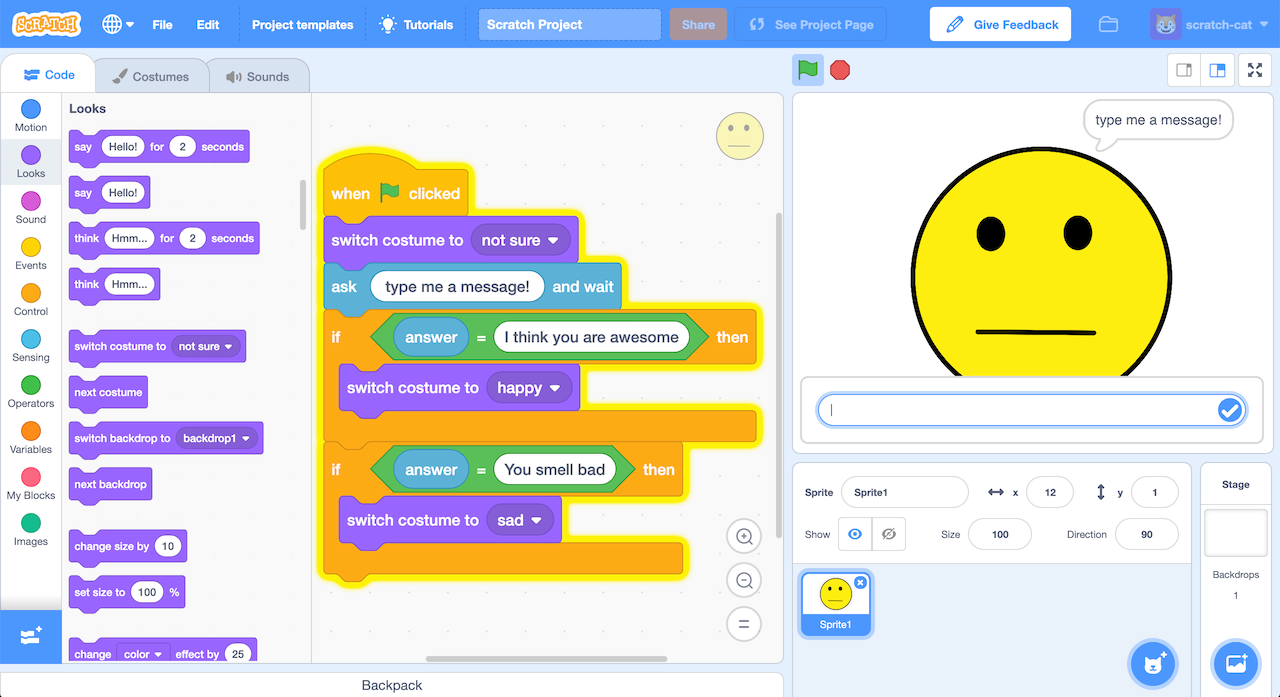 SCRATCH File Edit Project templates Tutorials Scratch Project Share See Project Page Give Feedback scratch-cat
Code Costumes Sounds
Motion
Looks
Sound
Events
Control
Sensing
Operators
Variables
My Blocks
Images
Looks
say Hello! for 2 seconds
say Hello!
think Hmm... for 2 seconds
think Hmm...
switch costume to not sure
next costume
switch backdrop to backdrop1
next backdrop
change size by 10
set size to 100 %
change color effect by 25
when clicked
switch costume to not sure
ask type me a message! and wait
if answer = I think you are awesome then
switch costume to happy
if answer = You smell bad then
switch costume to sad
=
Backpack
type me a message!
Sprite Sprite1 x 12 y 1
Show Size 100 Direction 90
Sprite1
Stage
Backdrops
1